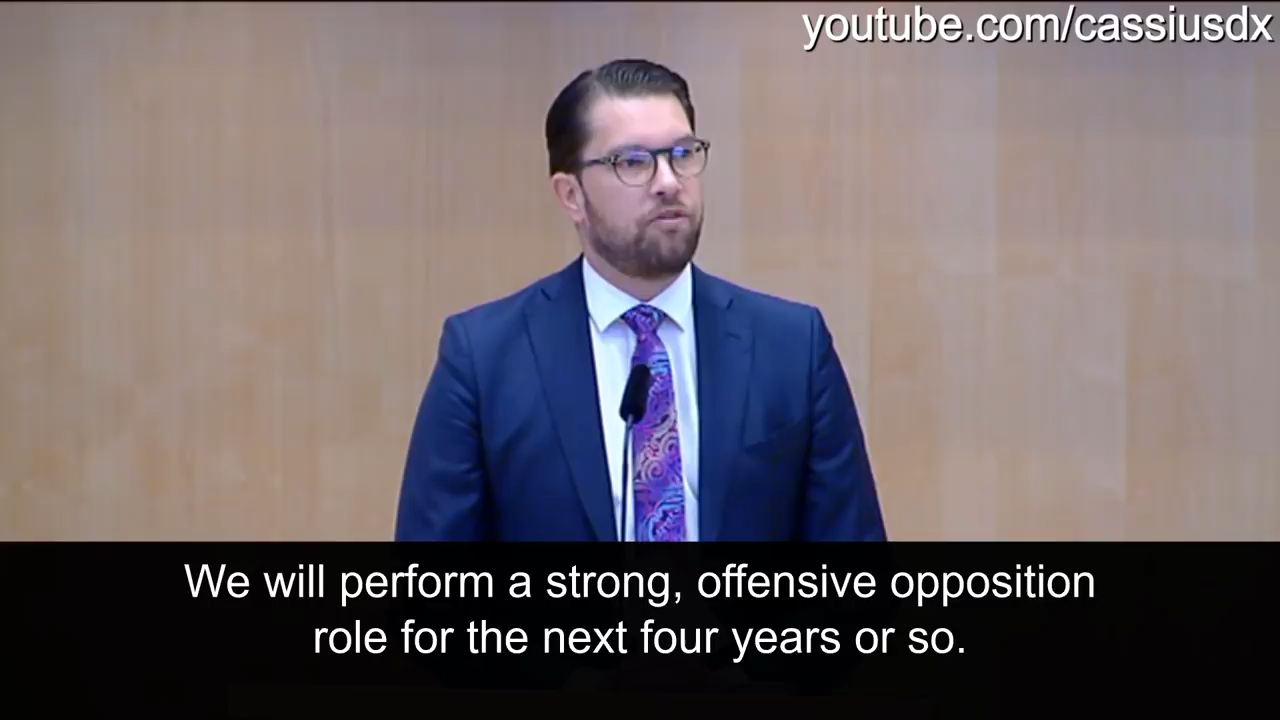 youtube.com/cassiusdx
We will perform a strong, offensive opposition
role for the next four years or so.